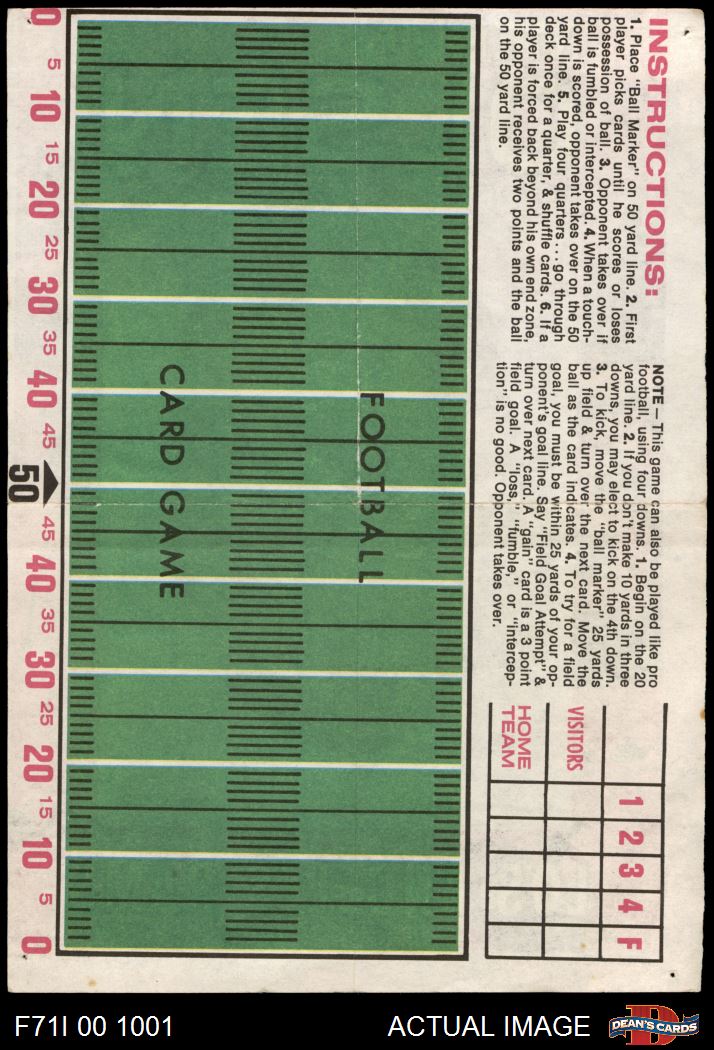 INSTRUCTIONS:
1. Place "Ball Marker" on 50 yard line. 2. First
player picks cards until he scores or loses
possession of ball. 3. Opponent takes over if
ball is fumbled or intercepted. 4. When a touch-
down is scored, opponent takes over on the 50
yard line. 5. Play four quarters...go through
deck once for a quarter, & shuffle cards. 6. If a
player is forced back beyond his own end zone,
his opponent receives two points and the ball
on the 50 yard line.
NOTE – This game can also be played like pro
football, using four downs. 1. Begin on the 20
yard line. 2. If you don't make 10 yards in three
downs, you may elect to kick on the 4th down.
3. To kick, move the "ball marker" 25 yards
up field & turn over the next card. Move the
ball as the card indicates. 4. To try for a field
goal, you must be within 25 yards of your op-
ponent's goal line. Say "Field Goal Attempt" &
turn over next card. A "gain" card is a 3 point
field goal. A "loss," "fumble," or "intercep-
tion" is no good. Opponent takes over.
1 2 3 4 F
VISITORS
HOME
TEAM
FOOTBALL
CARD GAME
0 5 10 15 20 25 30 35 40 45 50 45 40 35 30 25 20 15 10 5 0
F71I 00 1001
ACTUAL IMAGE
DEAN'S CARDS